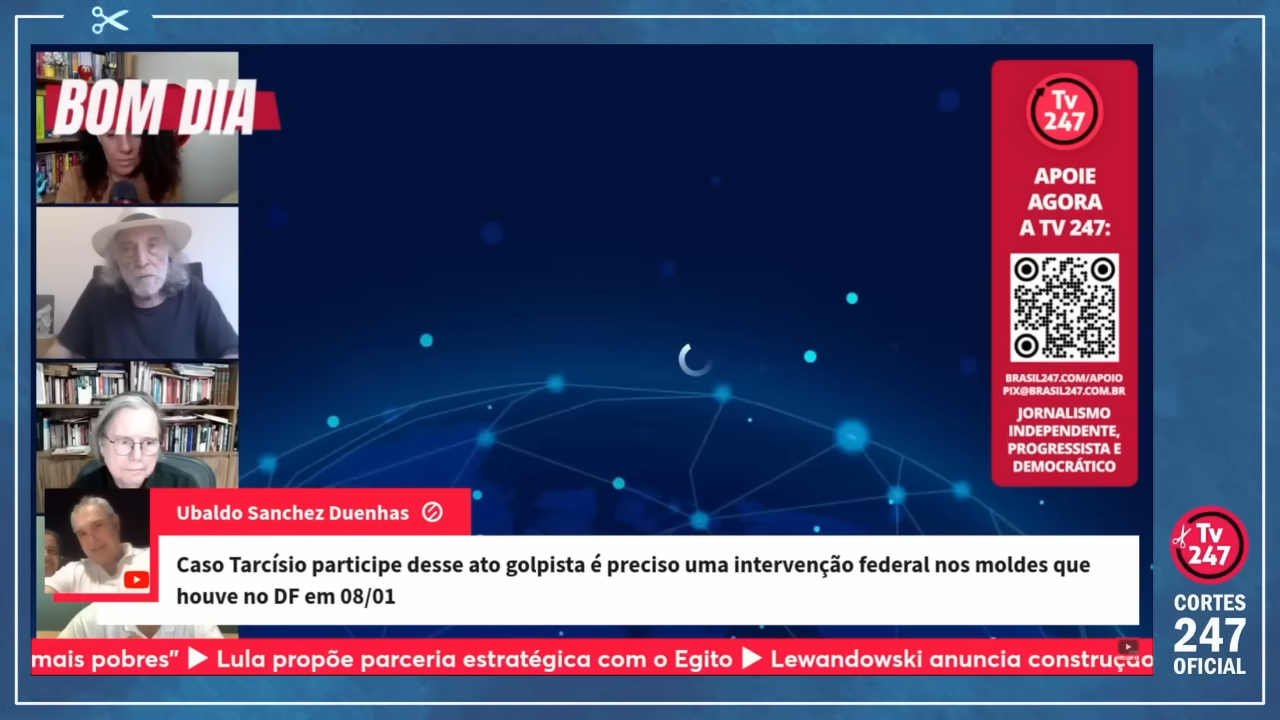 BOM DIA
Tv
247
APOIE
AGORA
A TV 247:
BRASIL247.COM/APOIO
PIX@BRASIL247.COM.BR
JORNALISMO
INDEPENDENTE,
PROGRESSISTA E
DEMOCRÁTICO
Ubaldo Sanchez Duenhas
Caso Tarcísio participe desse ato golpista é preciso uma intervenção federal nos moldes que
houve no DF em 08/01
mais pobres" ▶ Lula propõe parceria estratégica com o Egito ▶ Lewandowski anuncia construção
Tv
247
CORTES
247
OFICIAL